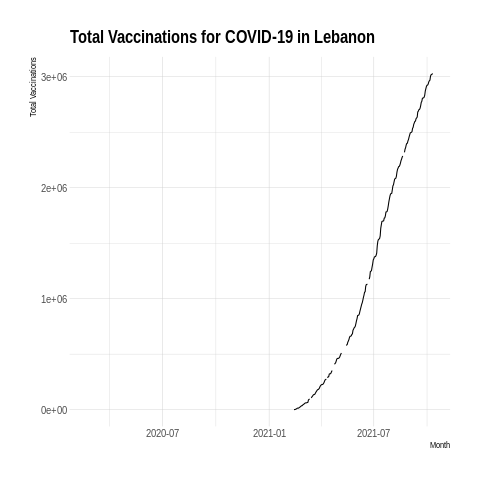 Total Vaccinations for COVID-19 in Lebanon
Total Vaccinations
3e+06
2e+06
1e+06
0e+00
2020-07 2021-01 2021-07
Month